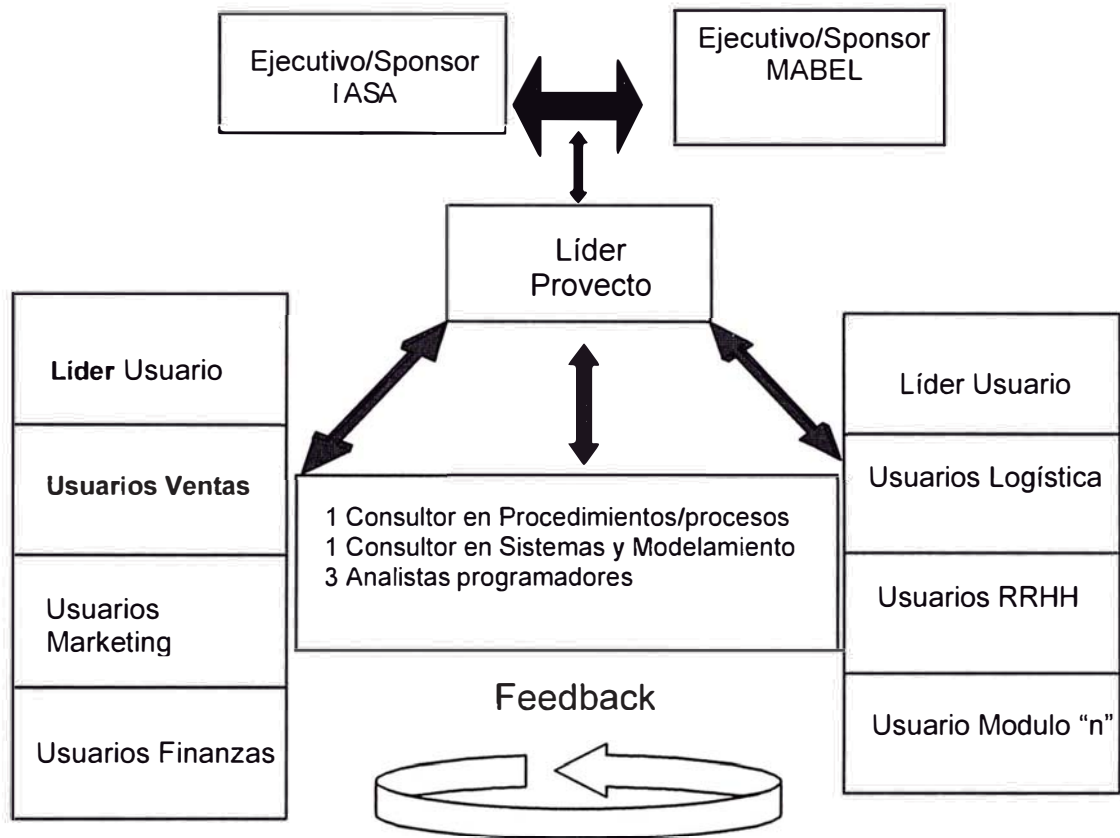 Ejecutivo/Sponsor
IASA
Ejecutivo/Sponsor
MABEL
Líder
Provecto
Líder Usuario
Usuarios Ventas
Usuarios
Marketing
Usuarios Finanzas
1 Consultor en Procedimientos/procesos
1 Consultor en Sistemas y Modelamiento
3 Analistas programadores
Líder Usuario
Usuarios Logística
Usuarios RRHH
Usuario Modulo “n”
Feedback